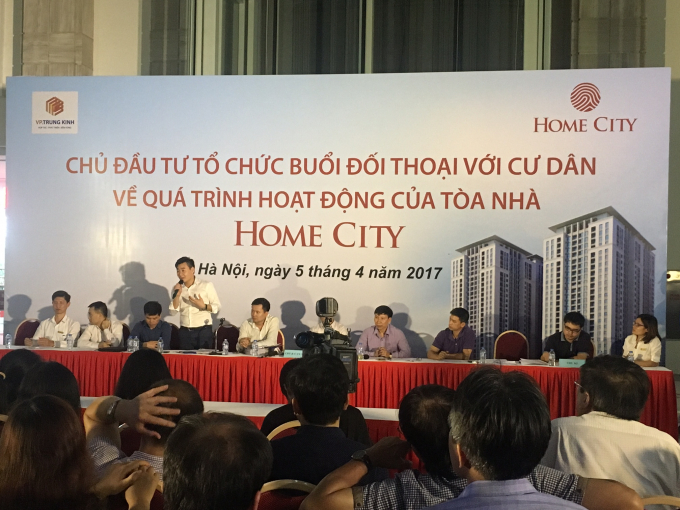 V.P.TRUNG KINH
HOME CITY
CHỦ ĐẦU TƯ TỔ CHỨC BUỔI ĐỐI THOẠI VỚI CƯ DÂN
VỀ QUÁ TRÌNH HOẠT ĐỘNG CỦA TÒA NHÀ
HOME CITY
Hà Nội, ngày 5 tháng 4 năm 2017